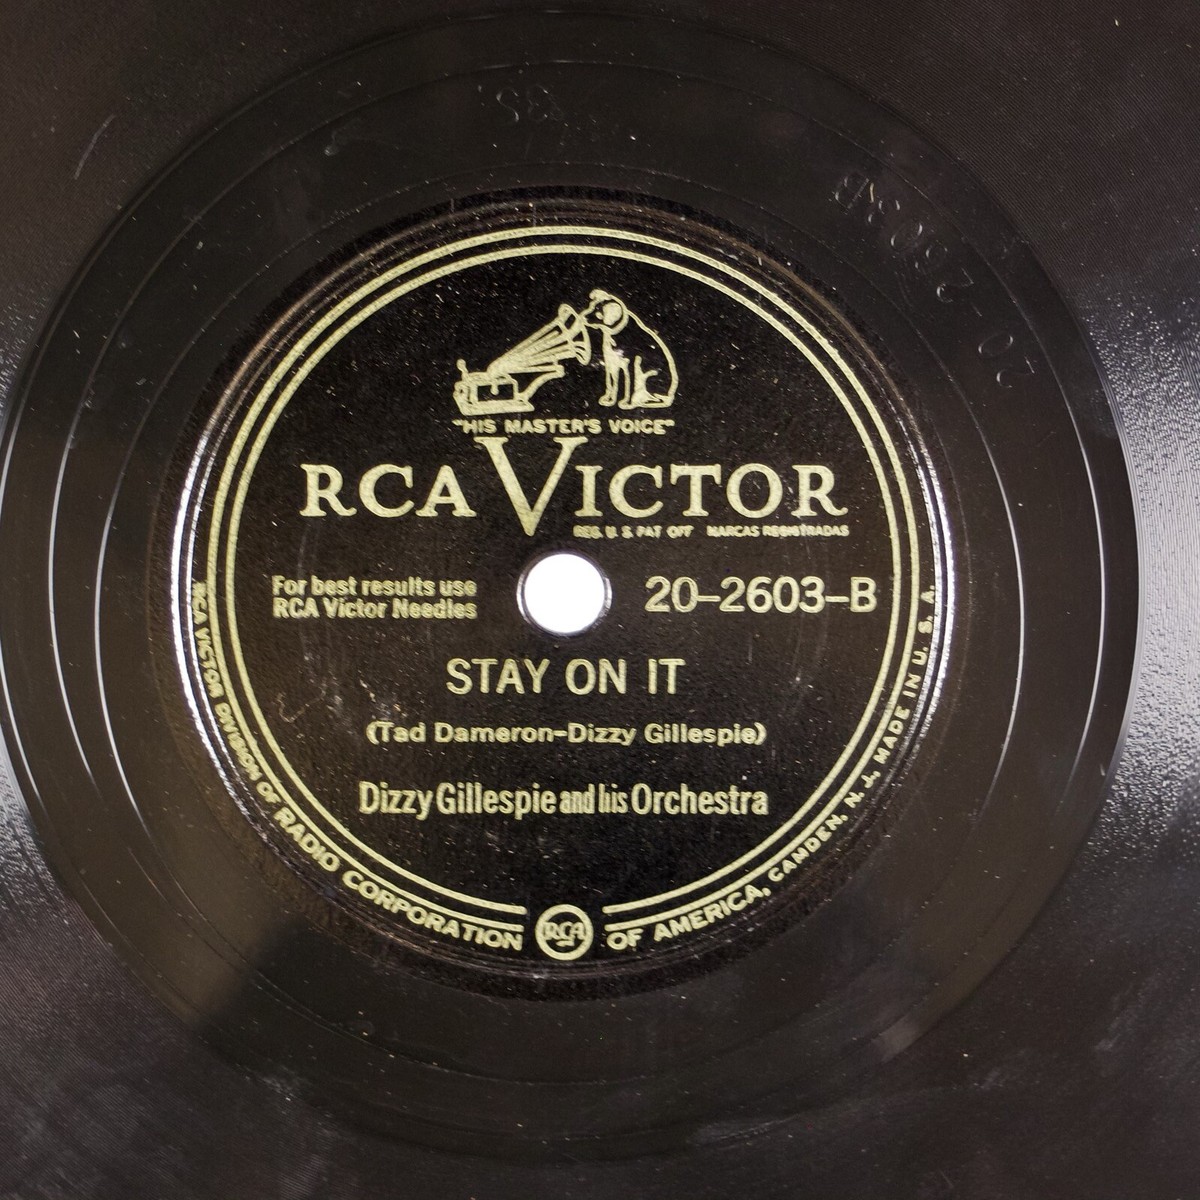 "HIS MASTER'S VOICE"
RCA VICTOR
REG. U. S. PAT. OFF. MARCAS REGISTRADAS
For best results use
RCA Victor Needles
20-2603-B
STAY ON IT
(Tad Dameron-Dizzy Gillespie)
Dizzy Gillespie and his Orchestra
RCA VICTOR DIVISION OF RADIO CORPORATION
RCA
OF AMERICA, CAMDEN, N. J., MADE IN U. S. A.
20-2603B